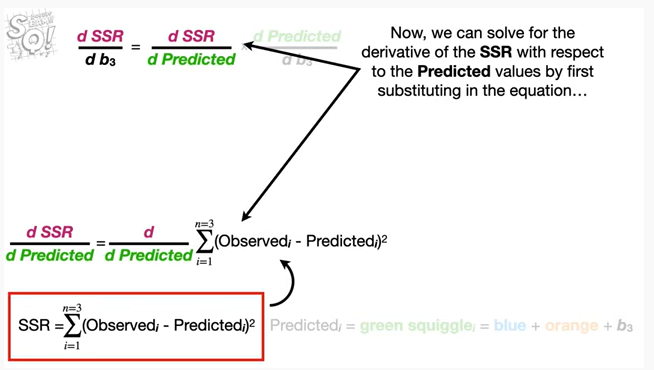 SQ!
d SSR / d b₃ = d SSR / d Predicted × d Predicted / d b₃
Now, we can solve for the
derivative of the SSR with respect
to the Predicted values by first
substituting in the equation…
d SSR / d Predicted = d / d Predicted n=3 ∑ i=1 (Observedᵢ - Predictedᵢ)²
SSR = n=3 ∑ i=1 (Observedᵢ - Predictedᵢ)²
Predictedᵢ = green squiggleᵢ = blue + orange + b₃